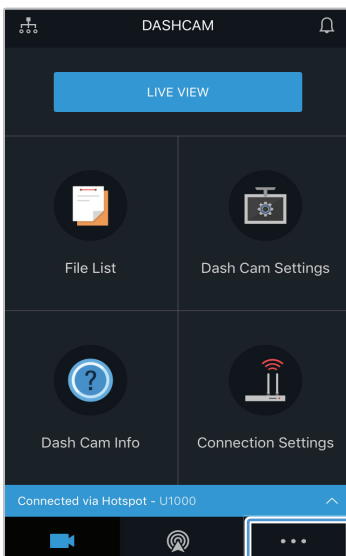 DASHCAM
LIVE VIEW
File List
Dash Cam Settings
?
Dash Cam Info
Connection Settings
Connected via Hotspot - U1000